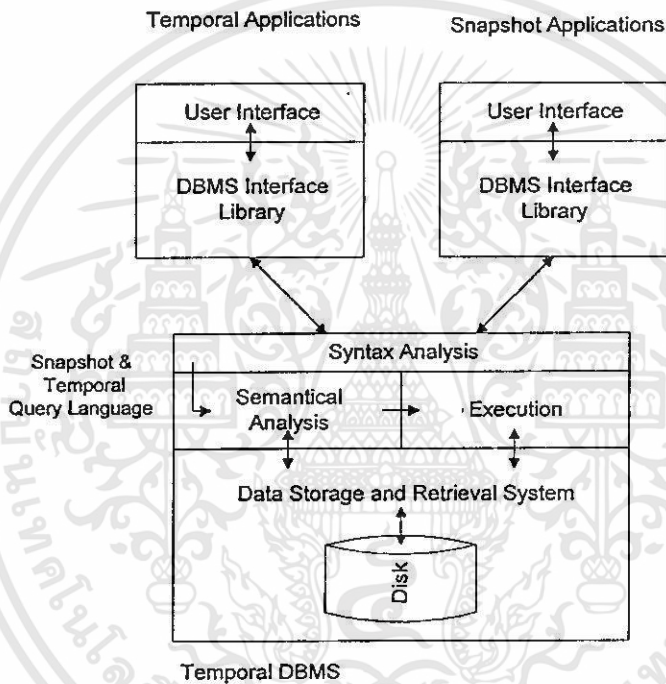 Temporal Applications
Snapshot Applications
User Interface
DBMS Interface
Library
User Interface
DBMS Interface
Library
Snapshot &
Temporal
Query Language
Syntax Analysis
Semantical
Analysis
Execution
Data Storage and Retrieval System
Disk
Temporal DBMS